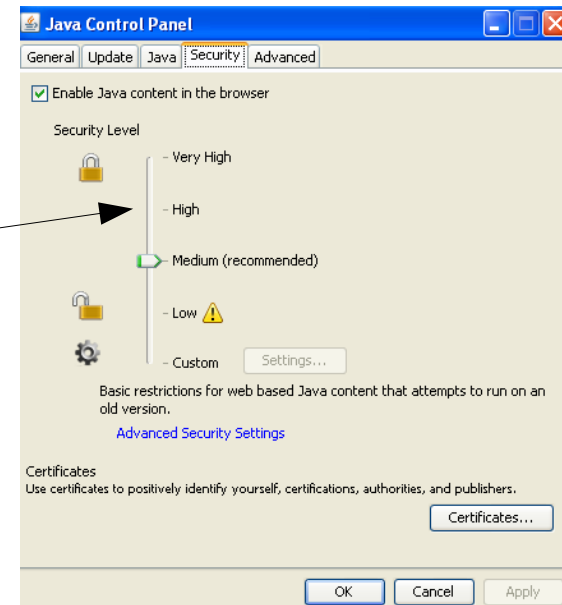 Java Control Panel
General Update Java Security Advanced
Enable Java content in the browser
Security Level
- Very High
- High
- Medium (recommended)
- Low
- Custom Settings...
Basic restrictions for web based Java content that attempts to run on an
old version.
Advanced Security Settings
Certificates
Use certificates to positively identify yourself, certifications, authorities, and publishers.
Certificates...
OK Cancel Apply